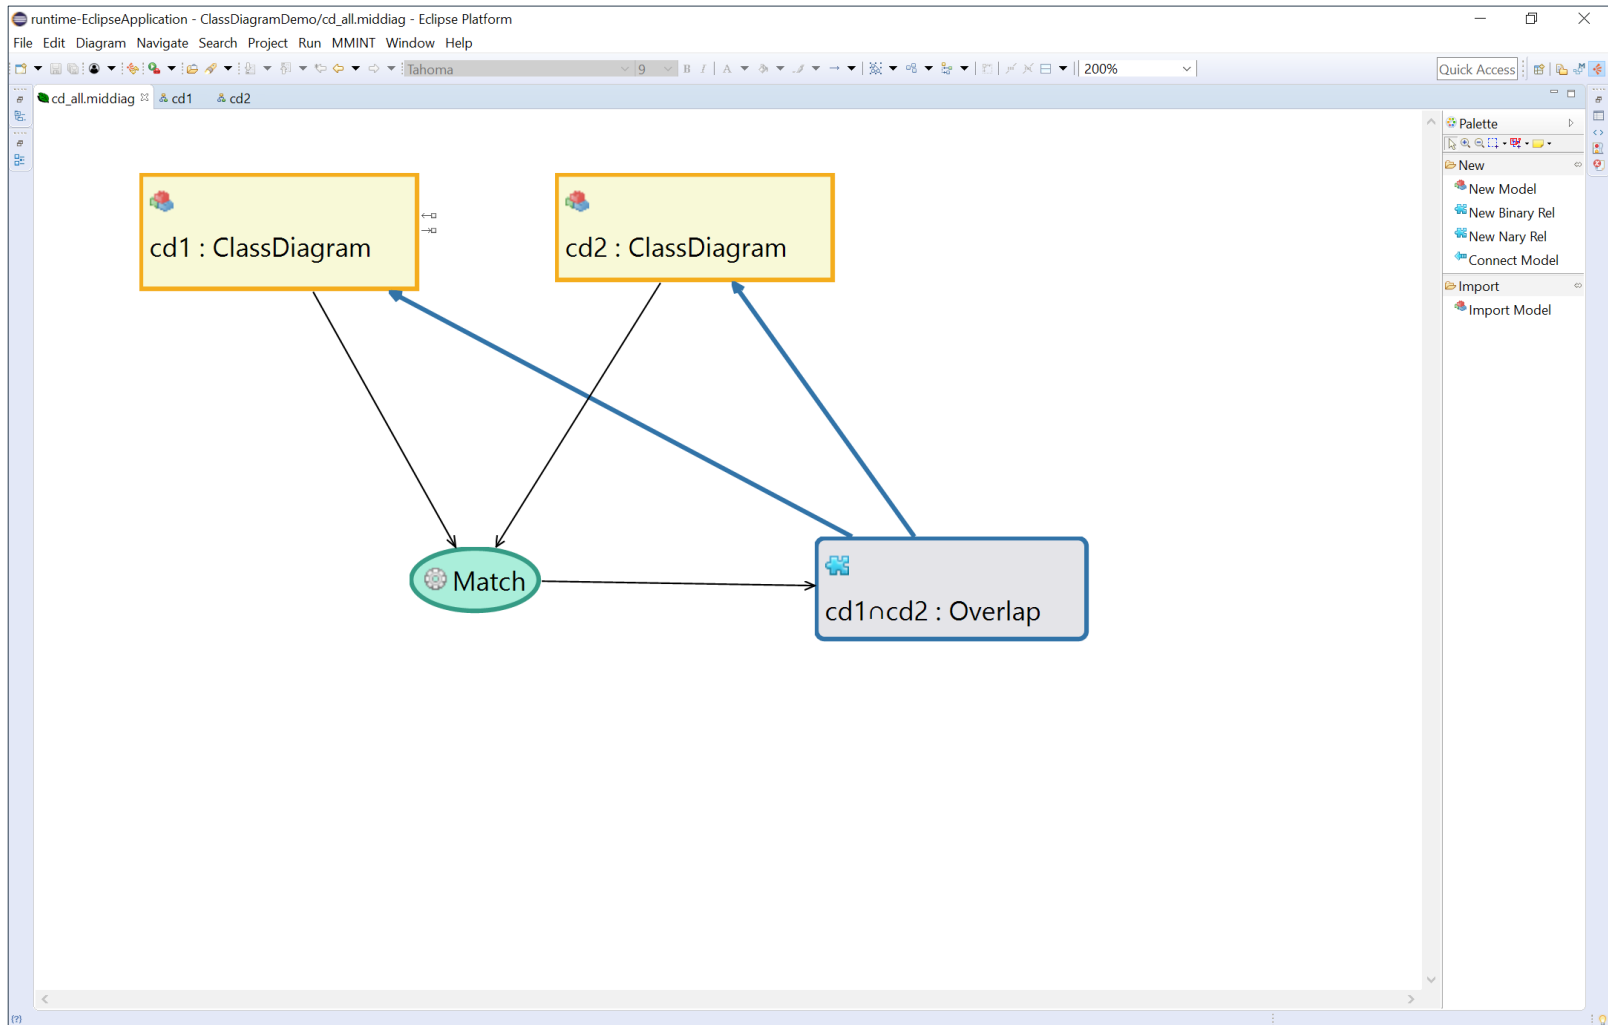 runtime-EclipseApplication - ClassDiagramDemo/cd_all.middiag - Eclipse Platform
File Edit Diagram Navigate Search Project Run MMINT Window Help
Tahoma 9 B I A 200% Quick Access
cd_all.middiag cd1 cd2
Palette
New
New Model
New Binary Rel
New Nary Rel
Connect Model
Import
Import Model
cd1 : ClassDiagram
cd2 : ClassDiagram
Match
cd1∩cd2 : Overlap